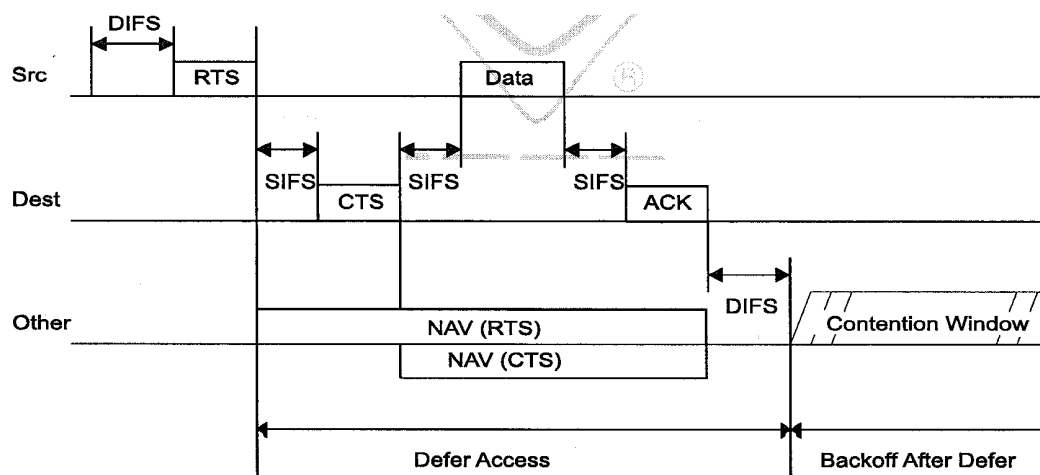 DIFS
Src
RTS
Data
®
SIFS
SIFS
SIFS
Dest
CTS
ACK
DIFS
Other
NAV (RTS)
Contention Window
NAV (CTS)
Defer Access
Backoff After Defer